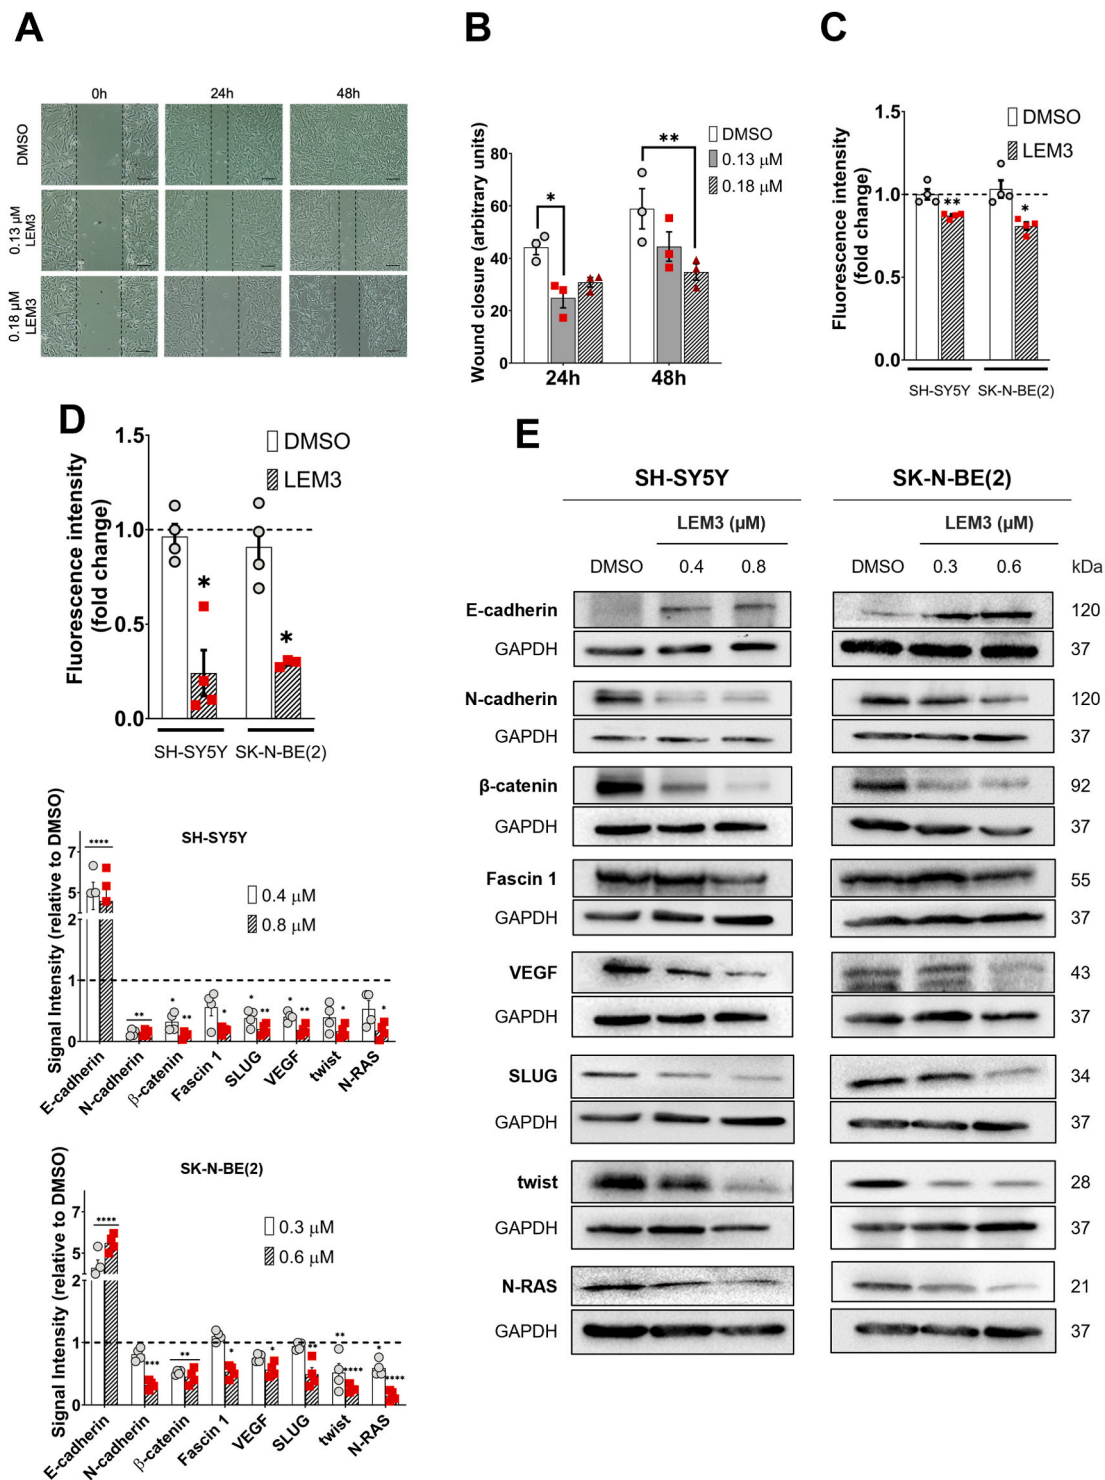 A
0h 24h 48h
DMSO
0.13 µM
LEM3
0.18 µM
LEM3
B
Wound closure (arbitrary units)
80
60
40
20
0
* **
DMSO
0.13 µM
0.18 µM
24h 48h
C
Fluorescence intensity
(fold change)
1.5
1.0
0.5
0.0
DMSO
LEM3
** *
SH-SY5Y SK-N-BE(2)
D
Fluorescence intensity
(fold change)
1.5
1.0
0.5
0.0
DMSO
LEM3
* *
SH-SY5Y SK-N-BE(2)
Signal Intensity (relative to DMSO)
SH-SY5Y
7
5
2
1
0
0.4 µM
0.8 µM
**** ** * ** * * ** * ** * *
E-cadherin N-cadherin β-catenin Fascin 1 SLUG VEGF twist N-RAS
Signal Intensity (relative to DMSO)
SK-N-BE(2)
7
5
2
1
0
0.3 µM
0.6 µM
**** *** ** * * ** ** **** * ****
E-cadherin N-cadherin β-catenin Fascin 1 VEGF SLUG twist N-RAS
E
SH-SY5Y SK-N-BE(2)
LEM3 (µM) LEM3 (µM)
DMSO 0.4 0.8 DMSO 0.3 0.6 kDa
E-cadherin 120
GAPDH 37
N-cadherin 120
GAPDH 37
β-catenin 92
GAPDH 37
Fascin 1 55
GAPDH 37
VEGF 43
GAPDH 37
SLUG 34
GAPDH 37
twist 28
GAPDH 37
N-RAS 21
GAPDH 37